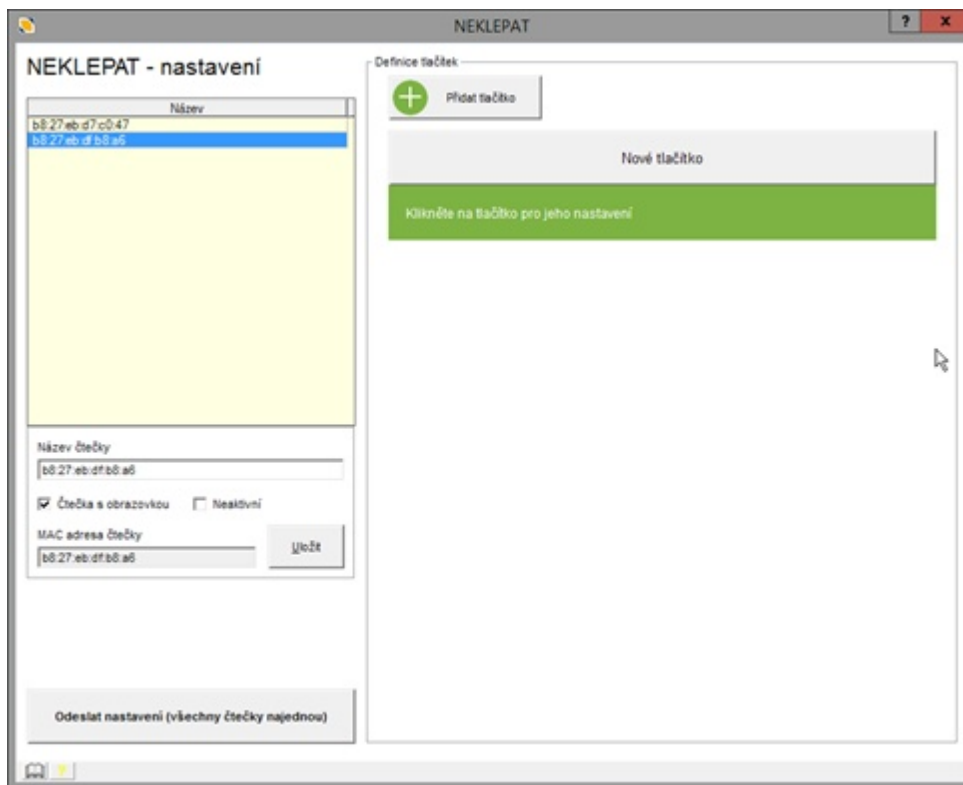 NEKLEPAT
? x
NEKLEPAT - nastavení
Název
b8:27:eb:d7:c0:47
b8:27:eb:df:b8:a6
Název čtečky
b8:27:eb:df:b8:a6
Čtečka s obrazovkou
Neaktivní
MAC adresa čtečky
b8:27:eb:df:b8:a6
Uložit
Odeslat nastavení (všechny čtečky najednou)
Definice tlačítek
Přidat tlačítko
Nové tlačítko
Klikněte na tlačítko pro jeho nastavení